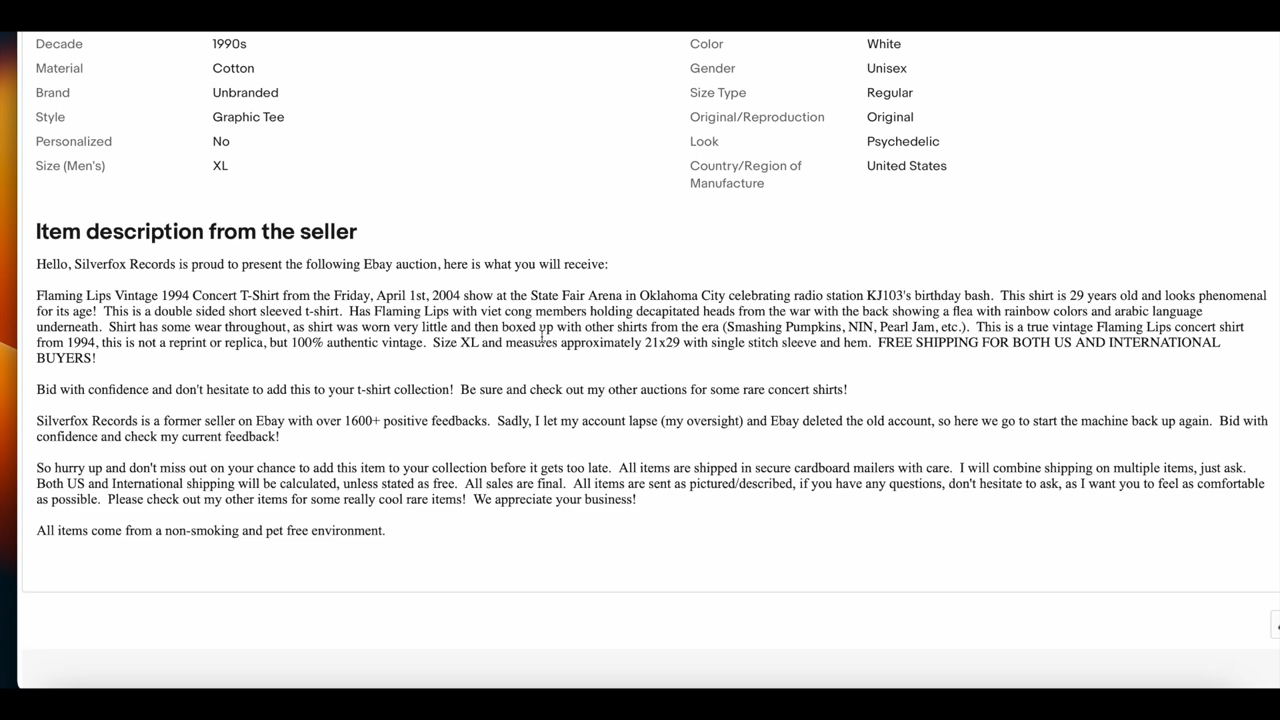 Decade 1990s Color White
Material Cotton Gender Unisex
Brand Unbranded Size Type Regular
Style Graphic Tee Original/Reproduction Original
Personalized No Look Psychedelic
Size (Men's) XL Country/Region of United States
Manufacture
Item description from the seller
Hello, Silverfox Records is proud to present the following Ebay auction, here is what you will receive:
Flaming Lips Vintage 1994 Concert T-Shirt from the Friday, April 1st, 2004 show at the State Fair Arena in Oklahoma City celebrating radio station KJ103's birthday bash. This shirt is 29 years old and looks phenomenal
for its age! This is a double sided short sleeved t-shirt. Has Flaming Lips with viet cong members holding decapitated heads from the war with the back showing a flea with rainbow colors and arabic language
underneath. Shirt has some wear throughout, as shirt was worn very little and then boxed up with other shirts from the era (Smashing Pumpkins, NIN, Pearl Jam, etc.). This is a true vintage Flaming Lips concert shirt
from 1994, this is not a reprint or replica, but 100% authentic vintage. Size XL and measures approximately 21x29 with single stitch sleeve and hem. FREE SHIPPING FOR BOTH US AND INTERNATIONAL
BUYERS!
Bid with confidence and don't hesitate to add this to your t-shirt collection! Be sure and check out my other auctions for some rare concert shirts!
Silverfox Records is a former seller on Ebay with over 1600+ positive feedbacks. Sadly, I let my account lapse (my oversight) and Ebay deleted the old account, so here we go to start the machine back up again. Bid with
confidence and check my current feedback!
So hurry up and don't miss out on your chance to add this item to your collection before it gets too late. All items are shipped in secure cardboard mailers with care. I will combine shipping on multiple items, just ask.
Both US and International shipping will be calculated, unless stated as free. All sales are final. All items are sent as pictured/described, if you have any questions, don't hesitate to ask, as I want you to feel as comfortable
as possible. Please check out my other items for some really cool rare items! We appreciate your business!
All items come from a non-smoking and pet free environment.